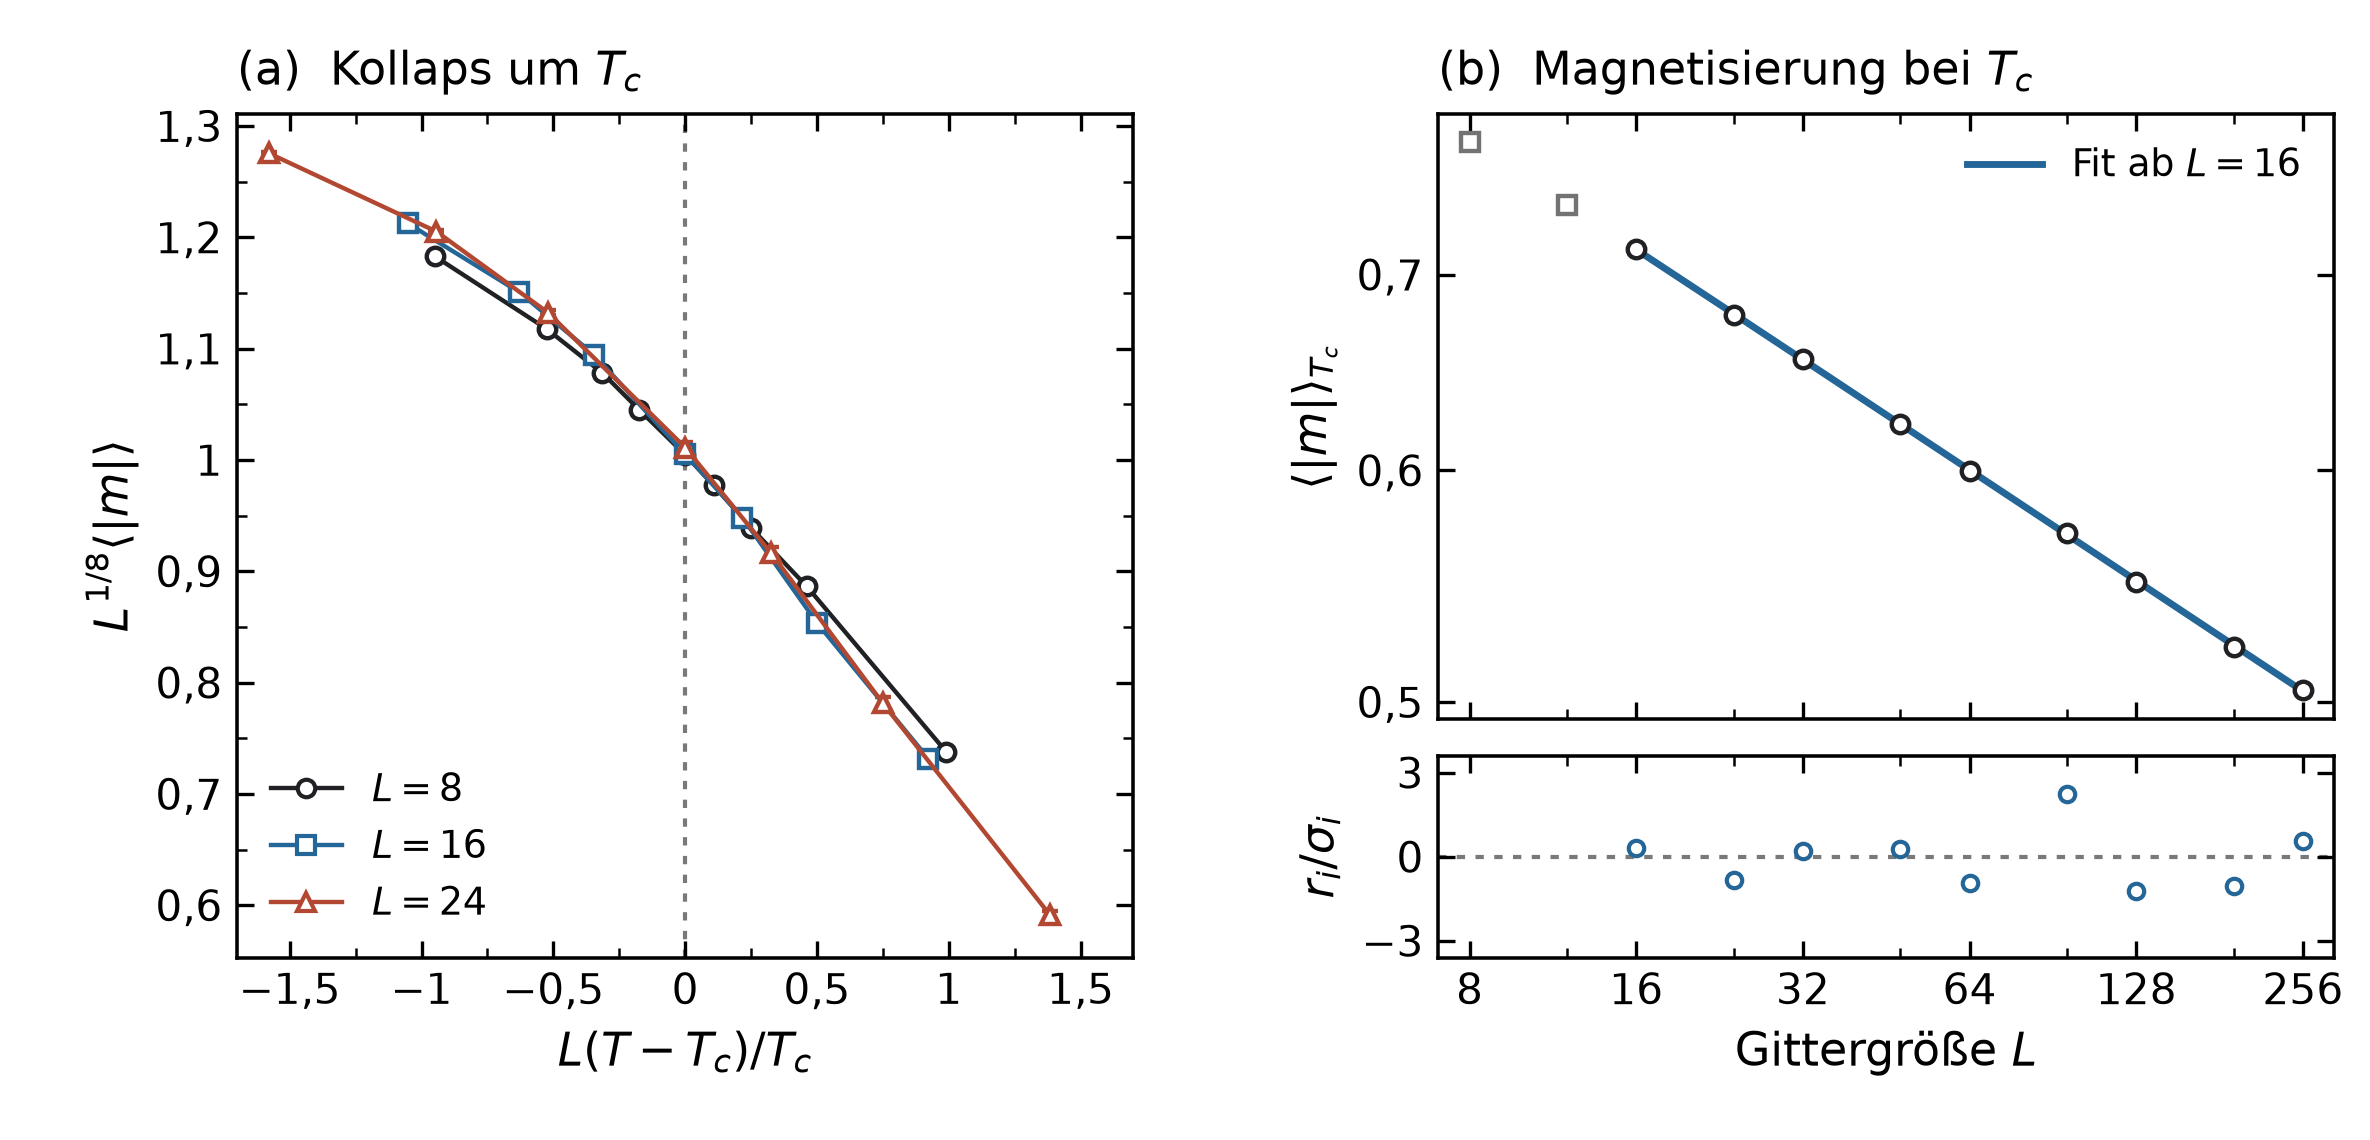 (a) Kollaps um T_c
1,3
1,2
1,1
1
0,9
0,8
0,7
0,6
L^{1/8}⟨|m|⟩
L = 8
L = 16
L = 24
−1,5 −1 −0,5 0 0,5 1 1,5
L(T − T_c)/T_c
(b) Magnetisierung bei T_c
Fit ab L = 16
0,7
0,6
0,5
⟨|m|⟩_{T_c}
3
0
−3
r_i/σ_i
8 16 32 64 128 256
Gittergröße L